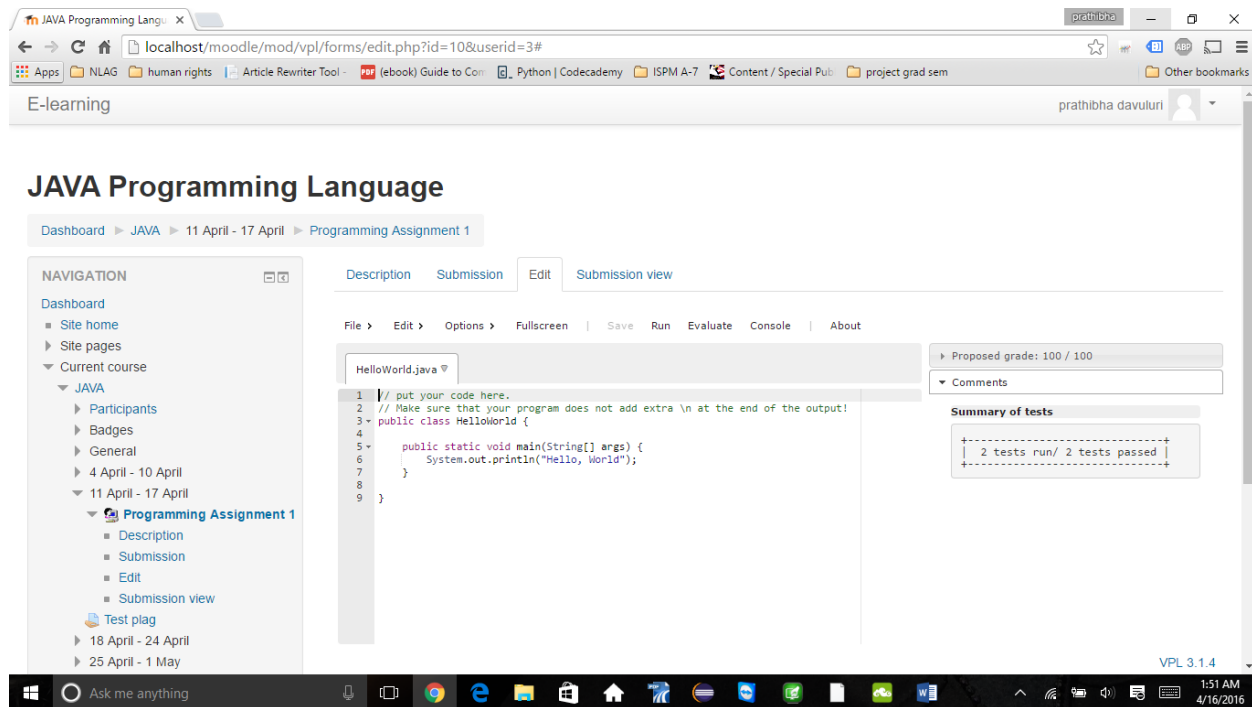 JAVA Programming Langu
prathibha
localhost/moodle/mod/vpl/forms/edit.php?id=10&userid=3#
Apps NLAG human rights Article Rewriter Tool - PDF (ebook) Guide to Com Python | Codecademy ISPM A-7 Content / Special Pub project grad sem Other bookmarks
E-learning
prathibha davuluri
JAVA Programming Language
Dashboard JAVA 11 April - 17 April Programming Assignment 1
NAVIGATION
Dashboard
Site home
Site pages
Current course
JAVA
Participants
Badges
General
4 April - 10 April
11 April - 17 April
Programming Assignment 1
Description
Submission
Edit
Submission view
Test plag
18 April - 24 April
25 April - 1 May
Description Submission Edit Submission view
File > Edit > Options > Fullscreen | Save Run Evaluate Console | About
HelloWorld.java
1 // put your code here.
2 // Make sure that your program does not add extra \n at the end of the output!
3 public class HelloWorld {
4
5 public static void main(String[] args) {
6 System.out.println("Hello, World");
7 }
8
9 }
Proposed grade: 100 / 100
Comments
Summary of tests
+------------------------------+
| 2 tests run/ 2 tests passed |
+------------------------------+
VPL 3.1.4
Ask me anything
1:51 AM
4/16/2016